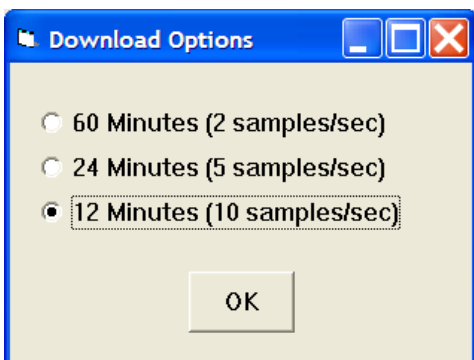 Download Options
60 Minutes (2 samples/sec)
24 Minutes (5 samples/sec)
12 Minutes (10 samples/sec)
OK